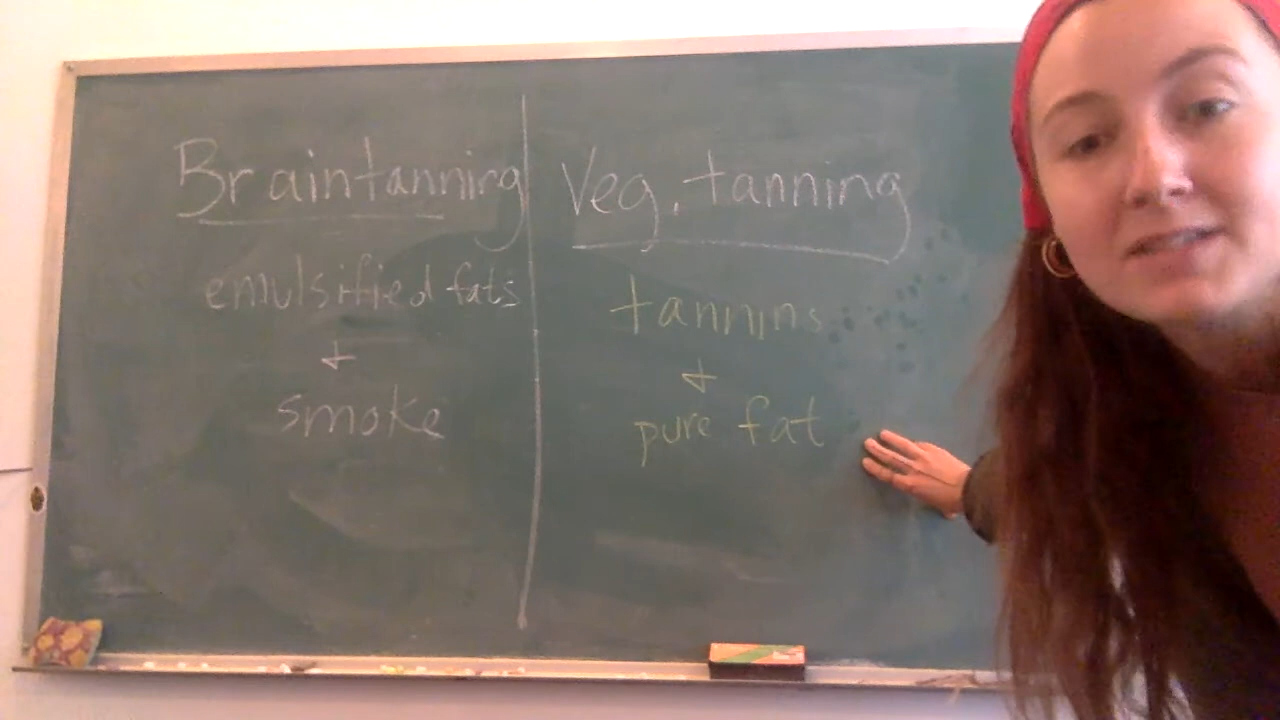 Braintanning
emulsified fats
+
smoke
Veg. tanning
tannins
+
pure fat